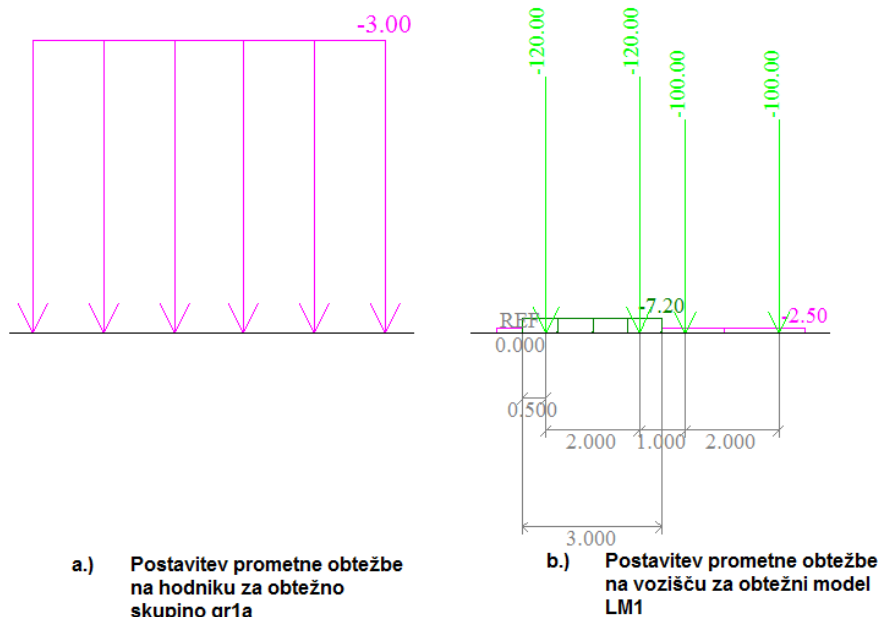 -3.00
-120.00
-120.00
-100.00
-100.00
-7.20
-2.50
REF
0.000
0.500
2.000
1.000
2.000
3.000
a.) Postavitev prometne obtežbe
na hodniku za obtežno
skupino gr1a
b.) Postavitev prometne obtežbe
na vozišču za obtežni model
LM1